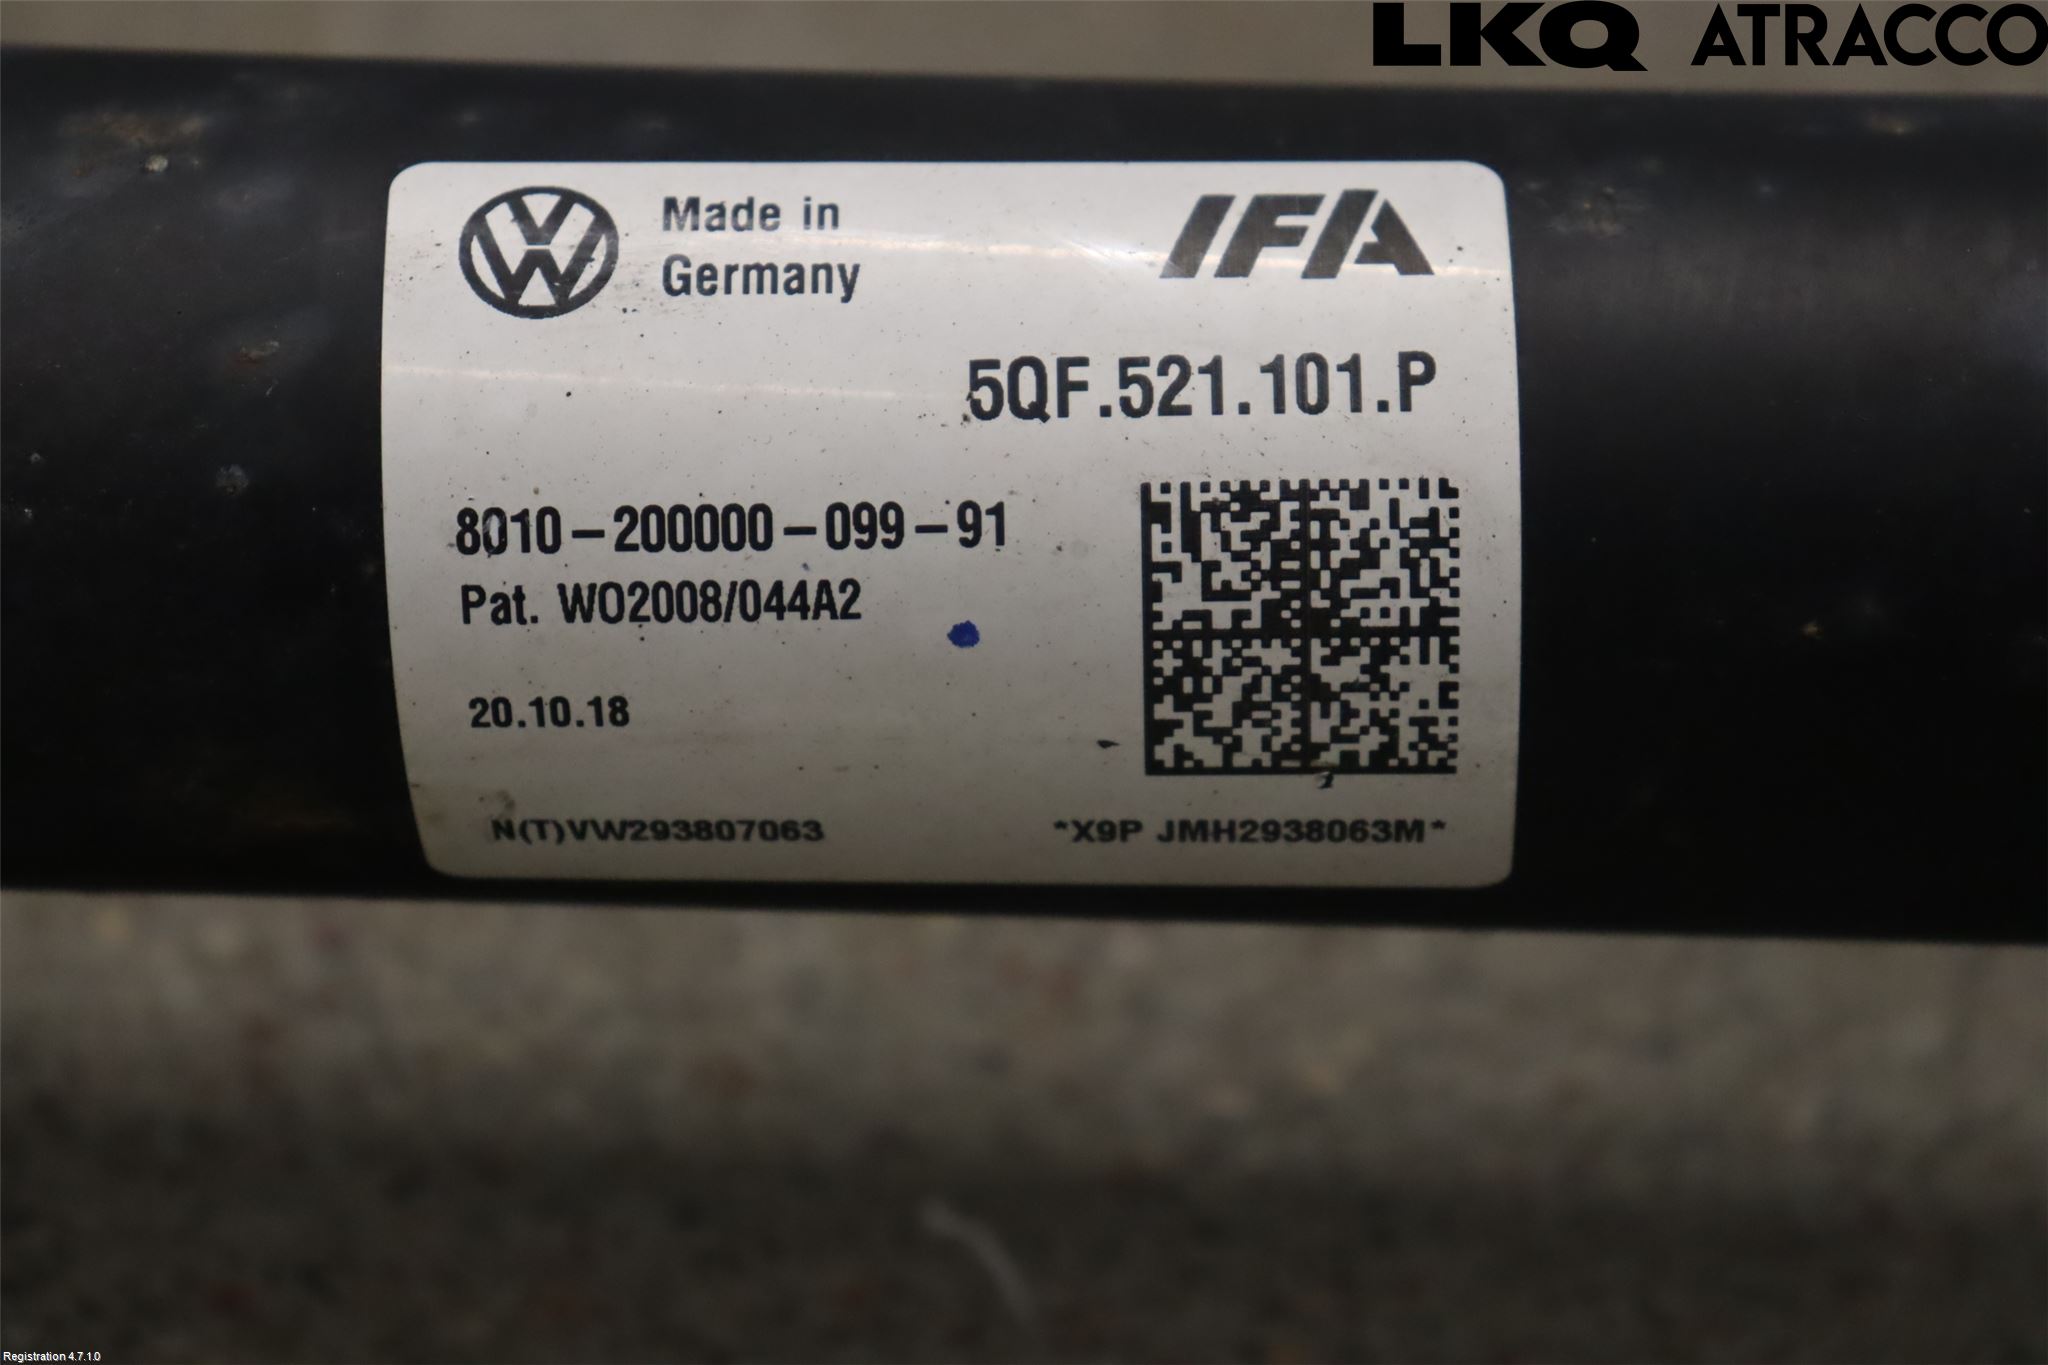 LKQ ATRACCO
Made in
Germany
IFA
5QF.521.101.P
8010-200000-099-91
Pat. WO2008/044A2
20.10.18
N(T)VW293807063
*X9P JMH2938063M*
Registration 4.7.1.0